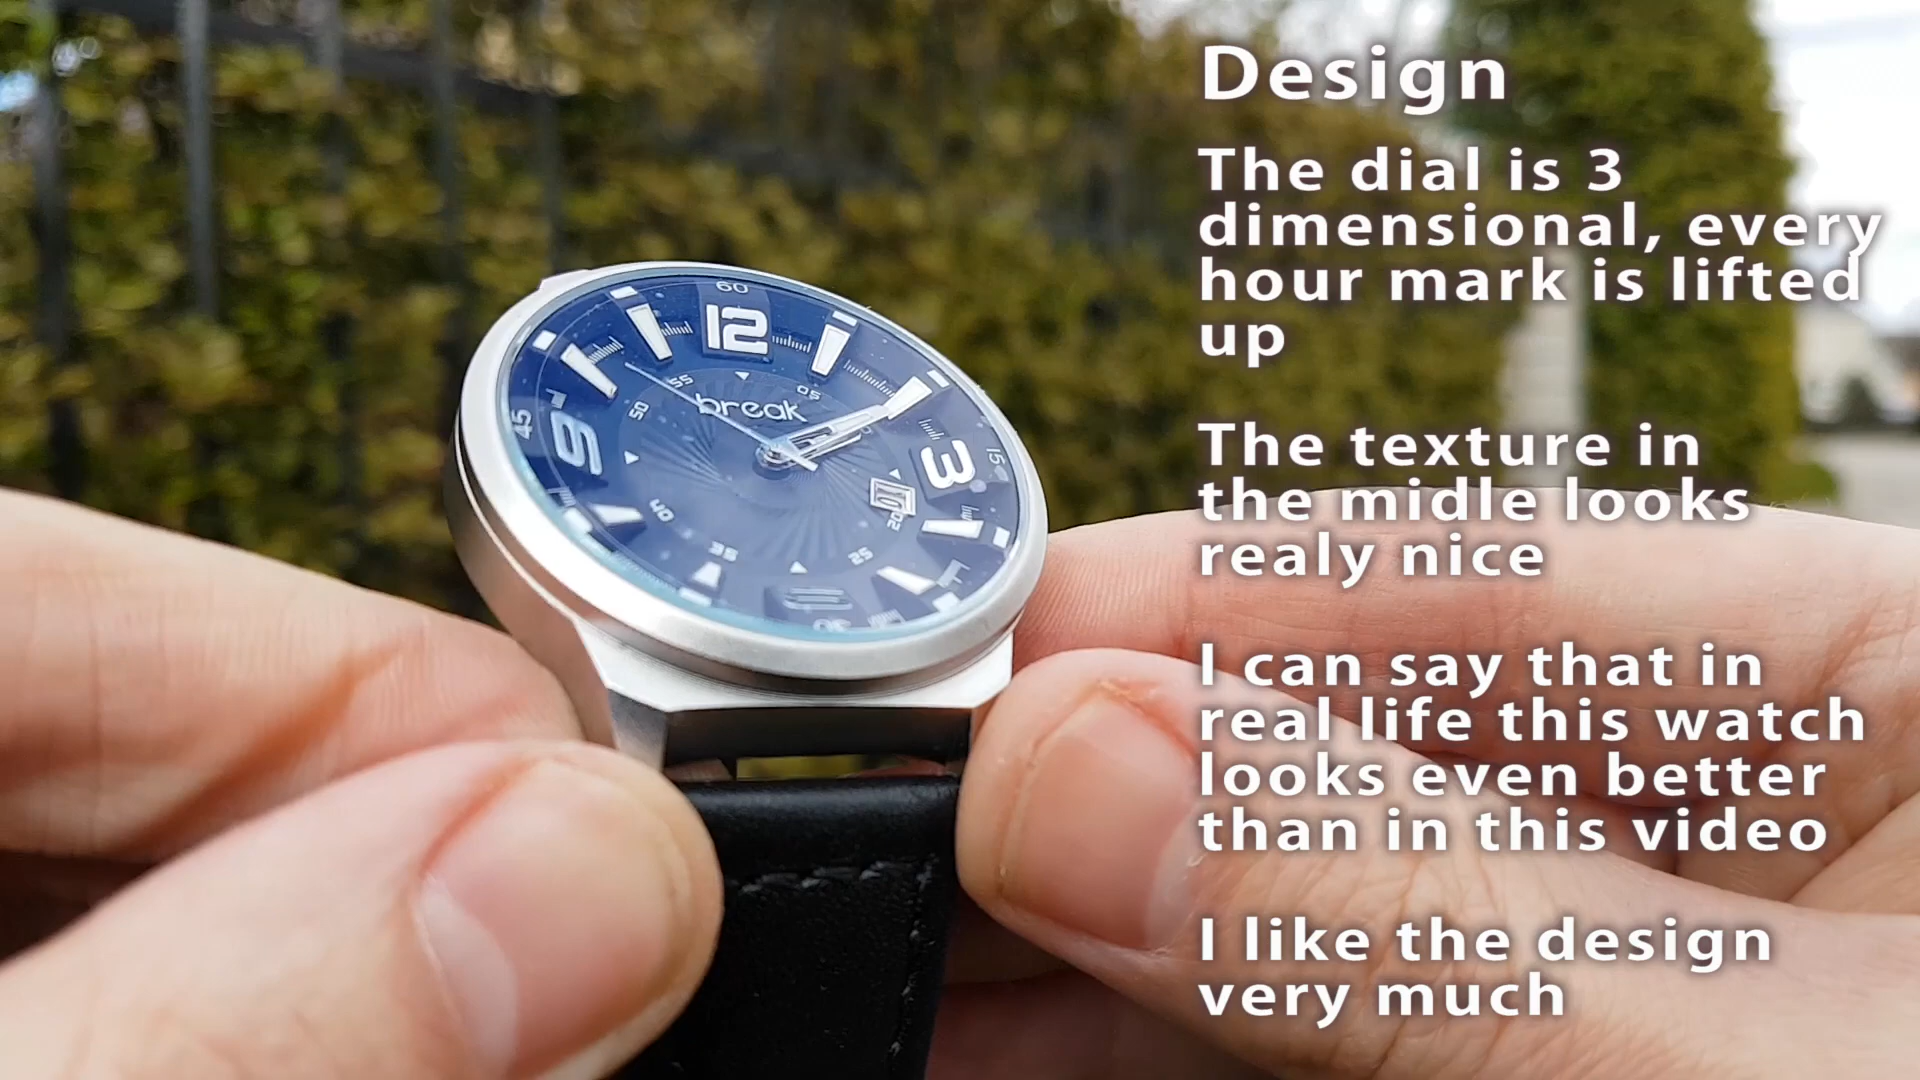 Design
The dial is 3
dimensional, every
hour mark is lifted
up
The texture in
the midle looks
realy nice
I can say that in
real life this watch
looks even better
than in this video
I like the design
very much
60
12
55
05
break
50
45
9
3
15
40
20
35
25
30